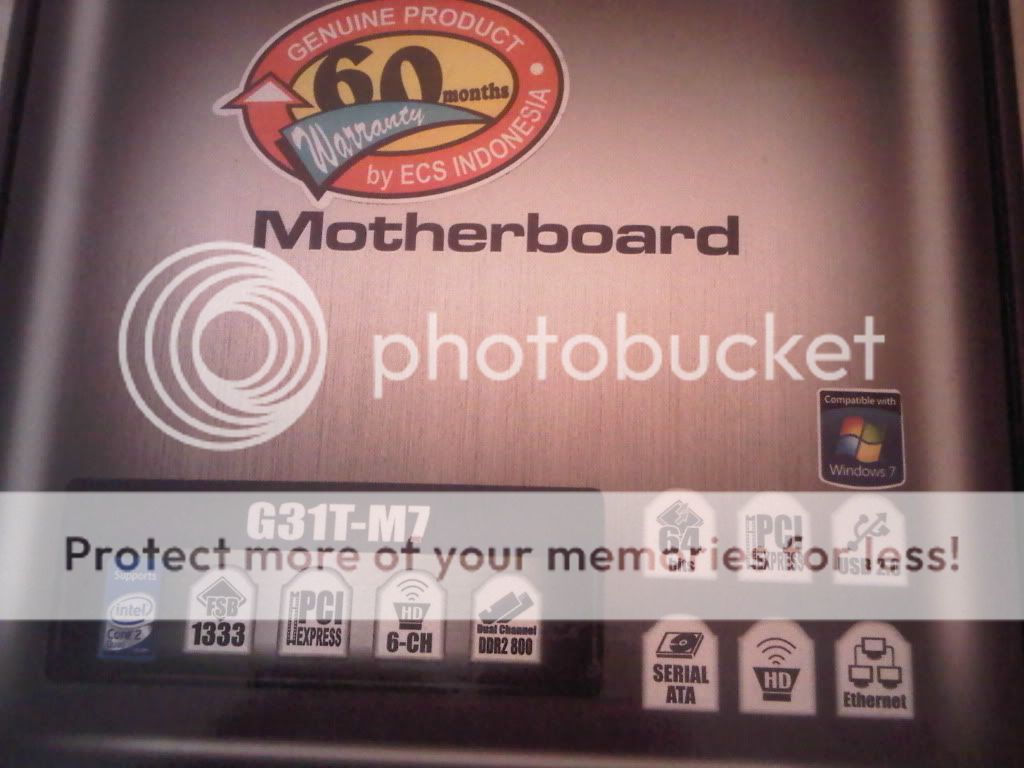 GENUINE PRODUCT
60 months
Warranty
by ECS INDONESIA
Motherboard
photobucket
Compatible with
Windows 7
G31T-M7
Protect more of your memories for less!
64
Bits
PCI
EXPRESS
USB 2.0
Supports
intel
Core 2
FSB
1333
PCI
EXPRESS
HD
6-CH
Dual Channel
DDR2 800
SERIAL
ATA
HD
Ethernet